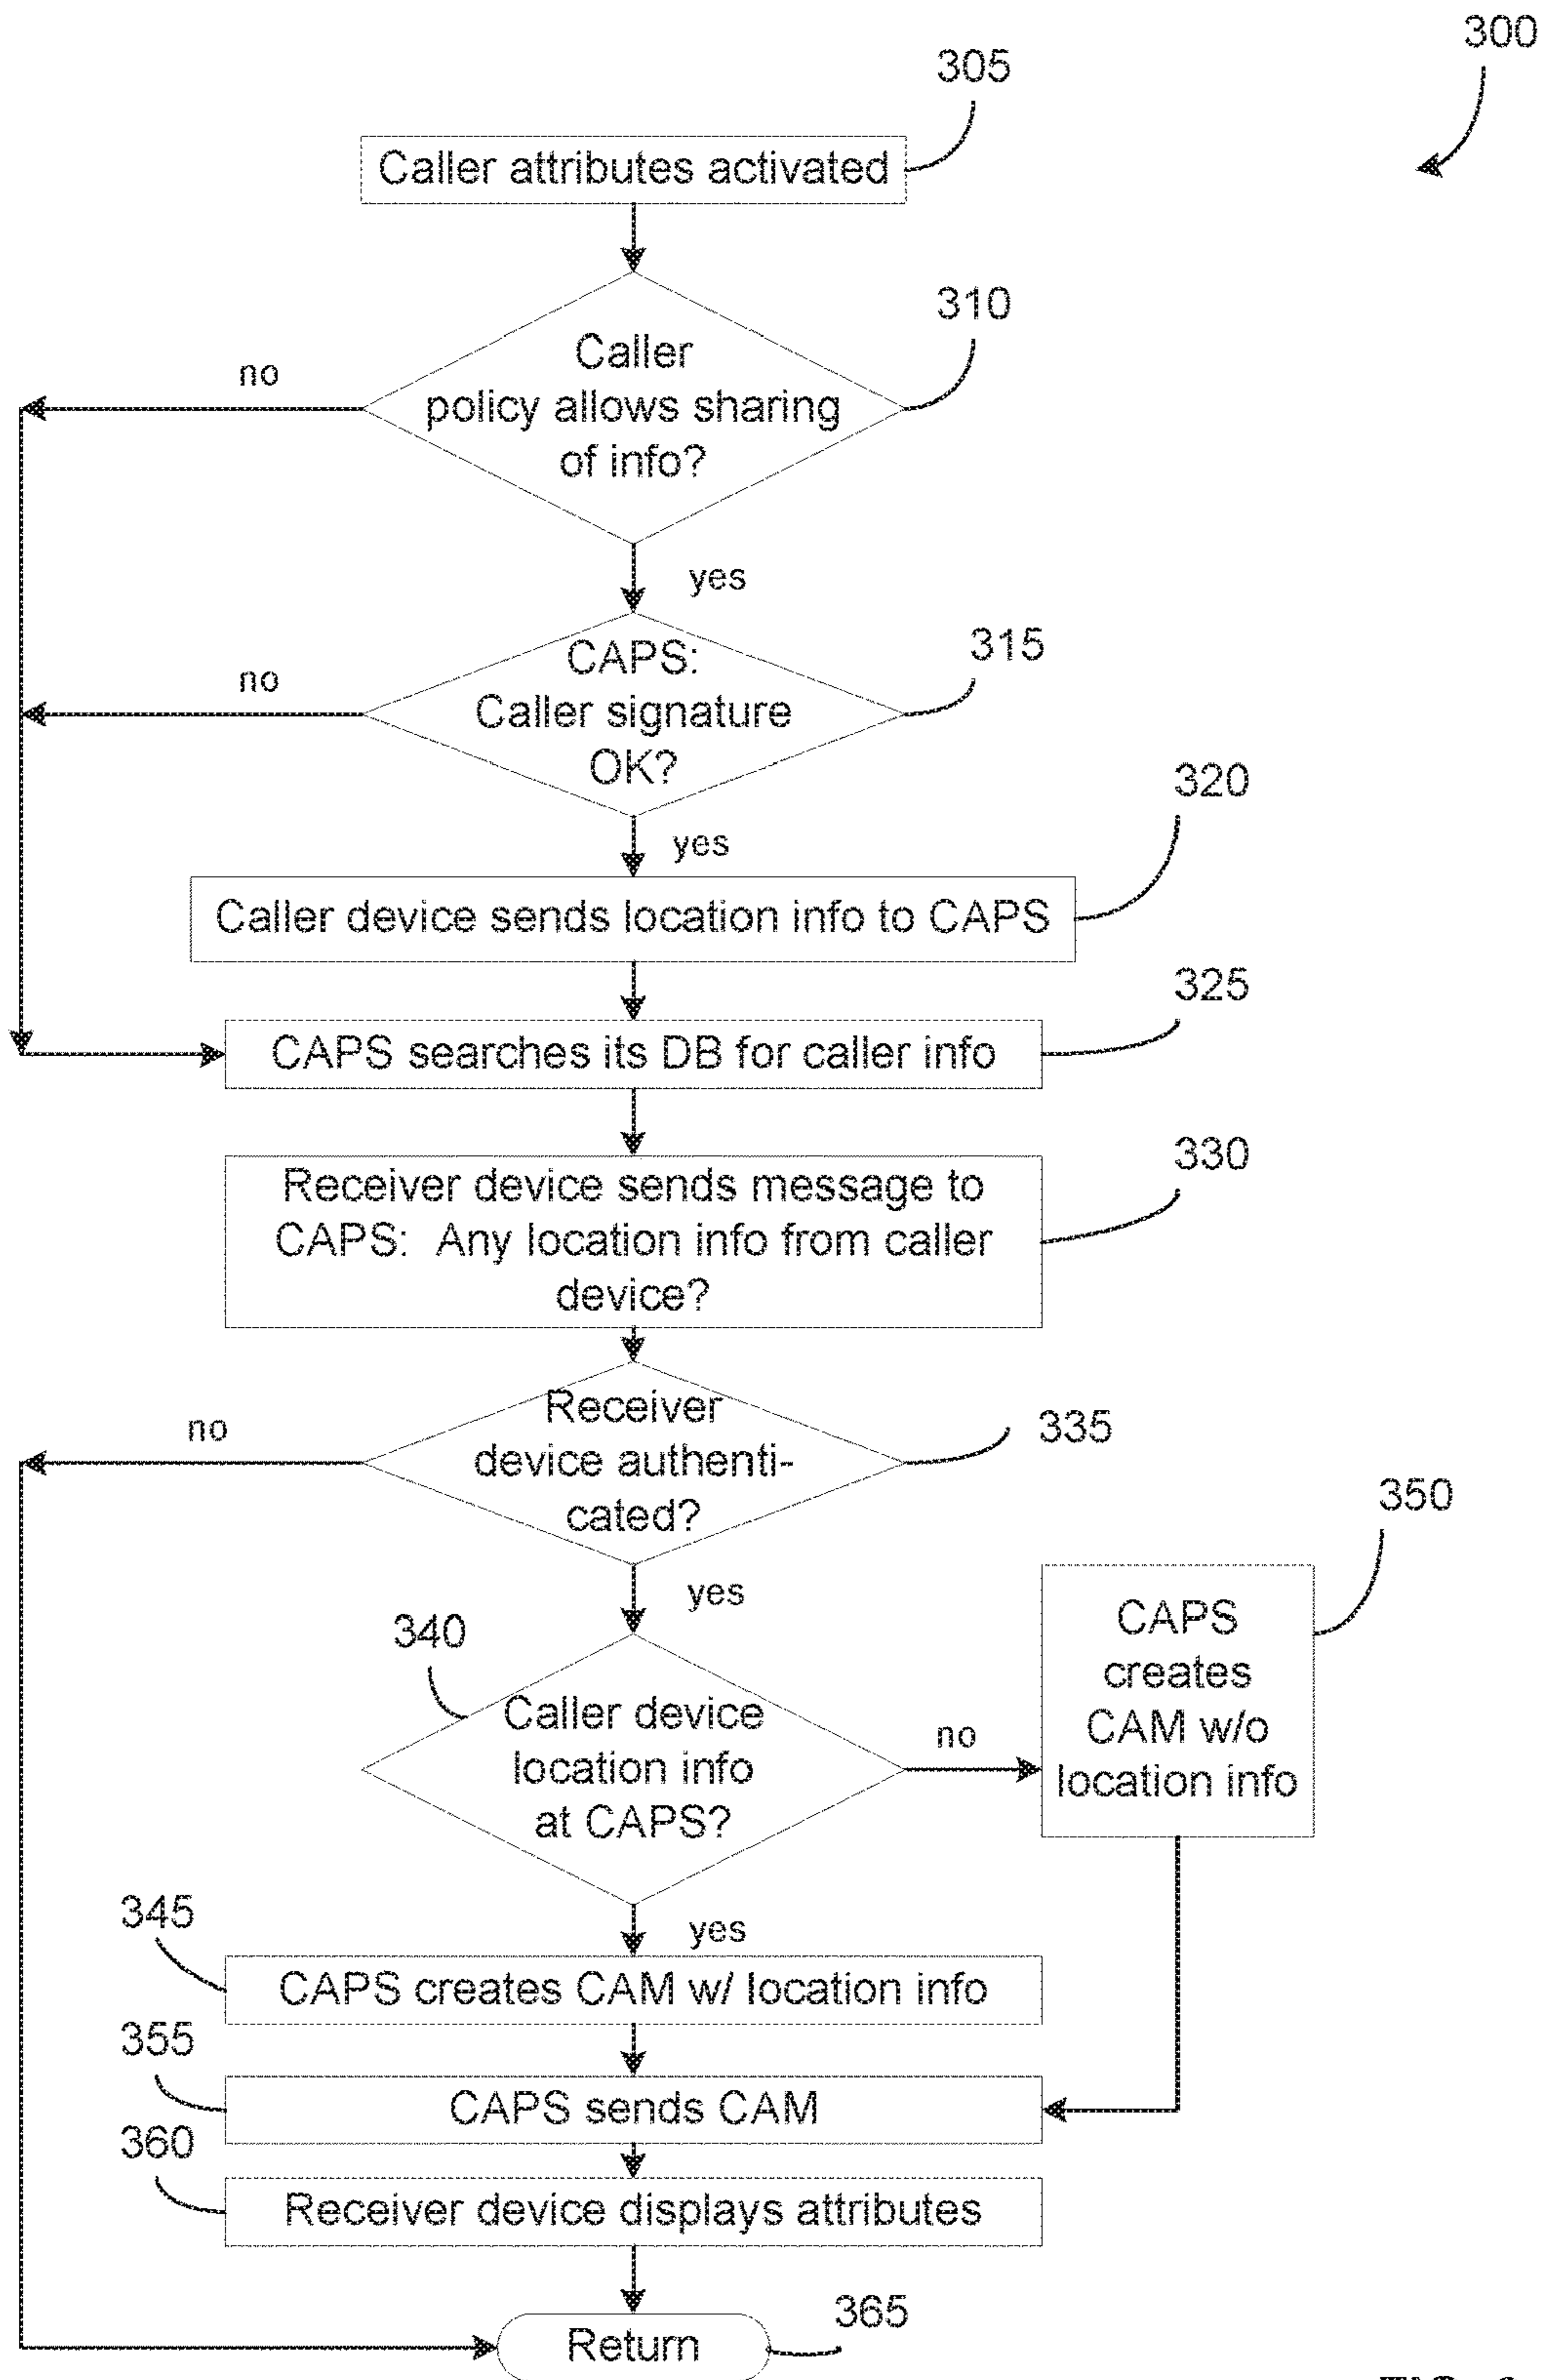 300
305
Caller attributes activated
310
Caller
policy allows sharing
of info?
no
yes
315
CAPS:
Caller signature
OK?
no
yes
320
Caller device sends location info to CAPS
325
CAPS searches its DB for caller info
330
Receiver device sends message to
CAPS: Any location info from caller
device?
335
Receiver
device authenti-
cated?
no
yes
340
Caller device
location info
at CAPS?
no
350
CAPS
creates
CAM w/o
location info
yes
345
CAPS creates CAM w/ location info
355
CAPS sends CAM
360
Receiver device displays attributes
365
Return